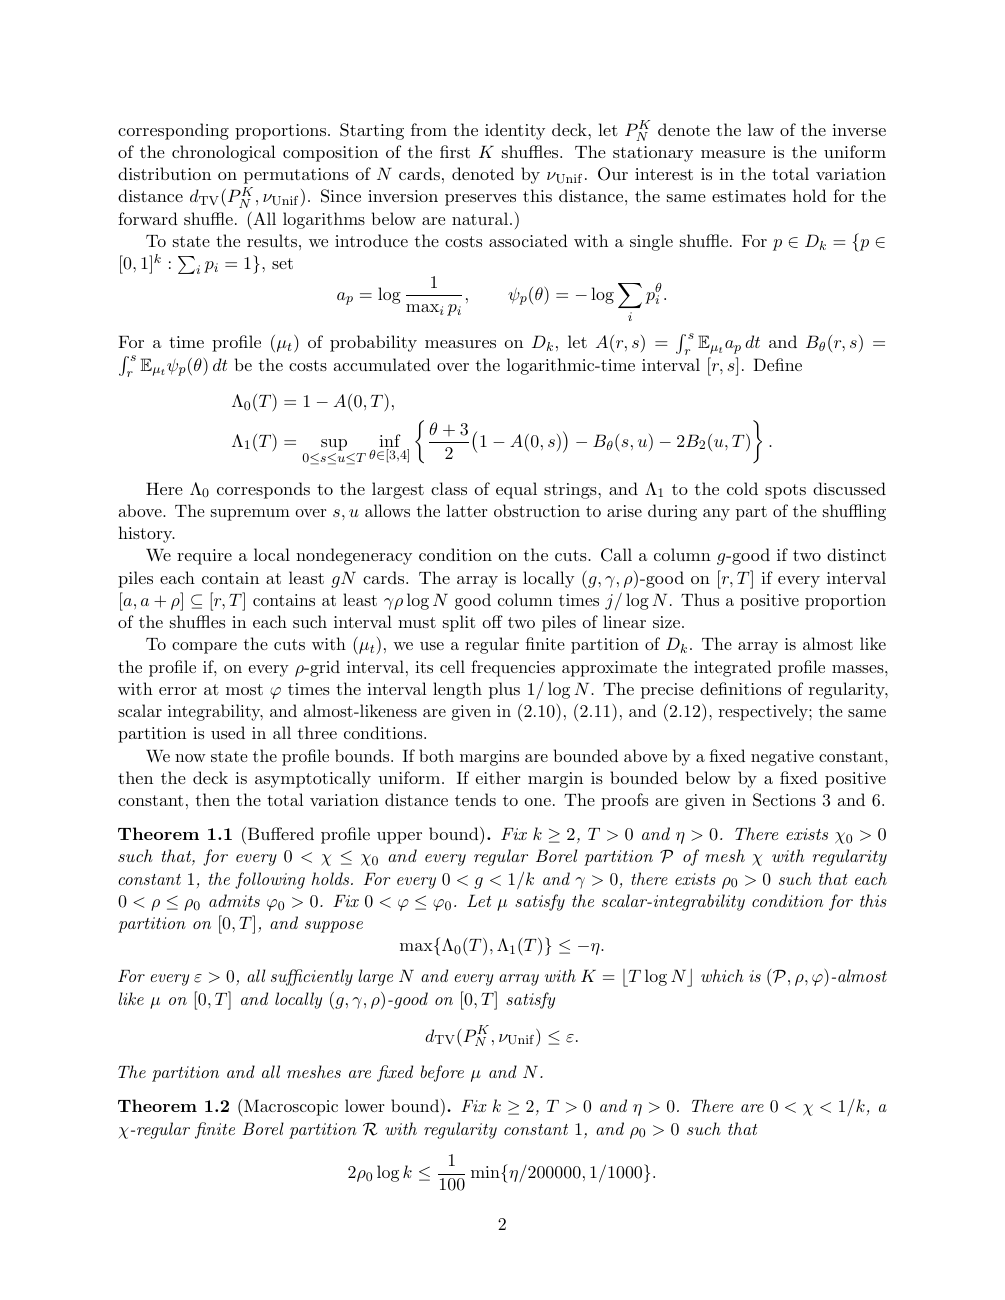 corresponding proportions. Starting from the identity deck, let $P_N^K$ denote the law of the inverse
of the chronological composition of the first $K$ shuffles. The stationary measure is the uniform
distribution on permutations of $N$ cards, denoted by $\nu_{\text{Unif}}$. Our interest is in the total variation
distance $d_{\text{TV}}(P_N^K, \nu_{\text{Unif}})$. Since inversion preserves this distance, the same estimates hold for the
forward shuffle. (All logarithms below are natural.)
To state the results, we introduce the costs associated with a single shuffle. For $p \in D_k = \{p \in$
$[0, 1]^k : \sum_i p_i = 1\}$, set
$a_p = \log \frac{1}{\max_i p_i}, \quad \psi_p(\theta) = -\log \sum_i p_i^\theta.$
For a time profile $(\mu_t)$ of probability measures on $D_k$, let $A(r, s) = \int_r^s \mathbb{E}_{\mu_t} a_p \, dt$ and $B_\theta(r, s) =$
$\int_r^s \mathbb{E}_{\mu_t} \psi_p(\theta) \, dt$ be the costs accumulated over the logarithmic-time interval $[r, s]$. Define
$\Lambda_0(T) = 1 - A(0, T),$
$\Lambda_1(T) = \sup_{0 \leq s \leq u \leq T} \inf_{\theta \in [3,4]} \left\{ \frac{\theta + 3}{2} (1 - A(0, s)) - B_\theta(s, u) - 2B_2(u, T) \right\}.$
Here $\Lambda_0$ corresponds to the largest class of equal strings, and $\Lambda_1$ to the cold spots discussed
above. The supremum over $s, u$ allows the latter obstruction to arise during any part of the shuffling
history.
We require a local nondegeneracy condition on the cuts. Call a column $g$-good if two distinct
piles each contain at least $gN$ cards. The array is locally $(g, \gamma, \rho)$-good on $[r, T]$ if every interval
$[a, a + \rho] \subseteq [r, T]$ contains at least $\gamma\rho \log N$ good column times $j/\log N$. Thus a positive proportion
of the shuffles in each such interval must split off two piles of linear size.
To compare the cuts with $(\mu_t)$, we use a regular finite partition of $D_k$. The array is almost like
the profile if, on every $\rho$-grid interval, its cell frequencies approximate the integrated profile masses,
with error at most $\varphi$ times the interval length plus $1/\log N$. The precise definitions of regularity,
scalar integrability, and almost-likeness are given in (2.10), (2.11), and (2.12), respectively; the same
partition is used in all three conditions.
We now state the profile bounds. If both margins are bounded above by a fixed negative constant,
then the deck is asymptotically uniform. If either margin is bounded below by a fixed positive
constant, then the total variation distance tends to one. The proofs are given in Sections 3 and 6.
Theorem 1.1 (Buffered profile upper bound). Fix $k \geq 2$, $T > 0$ and $\eta > 0$. There exists $\chi_0 > 0$
such that, for every $0 < \chi \leq \chi_0$ and every regular Borel partition $\mathcal{P}$ of mesh $\chi$ with regularity
constant 1, the following holds. For every $0 < g < 1/k$ and $\gamma > 0$, there exists $\rho_0 > 0$ such that each
$0 < \rho \leq \rho_0$ admits $\varphi_0 > 0$. Fix $0 < \varphi \leq \varphi_0$. Let $\mu$ satisfy the scalar-integrability condition for this
partition on $[0, T]$, and suppose
$\max\{\Lambda_0(T), \Lambda_1(T)\} \leq -\eta.$
For every $\varepsilon > 0$, all sufficiently large $N$ and every array with $K = \lfloor T \log N \rfloor$ which is $(\mathcal{P}, \rho, \varphi)$-almost
like $\mu$ on $[0, T]$ and locally $(g, \gamma, \rho)$-good on $[0, T]$ satisfy
$d_{\text{TV}}(P_N^K, \nu_{\text{Unif}}) \leq \varepsilon.$
The partition and all meshes are fixed before $\mu$ and $N$.
Theorem 1.2 (Macroscopic lower bound). Fix $k \geq 2$, $T > 0$ and $\eta > 0$. There are $0 < \chi < 1/k$, a
$\chi$-regular finite Borel partition $\mathcal{R}$ with regularity constant 1, and $\rho_0 > 0$ such that
$2\rho_0 \log k \leq \frac{1}{100} \min\{\eta/200000, 1/1000\}.$
2